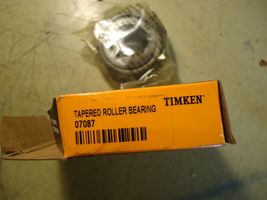 TAPERED ROLLER BEARING
TIMKEN
07087